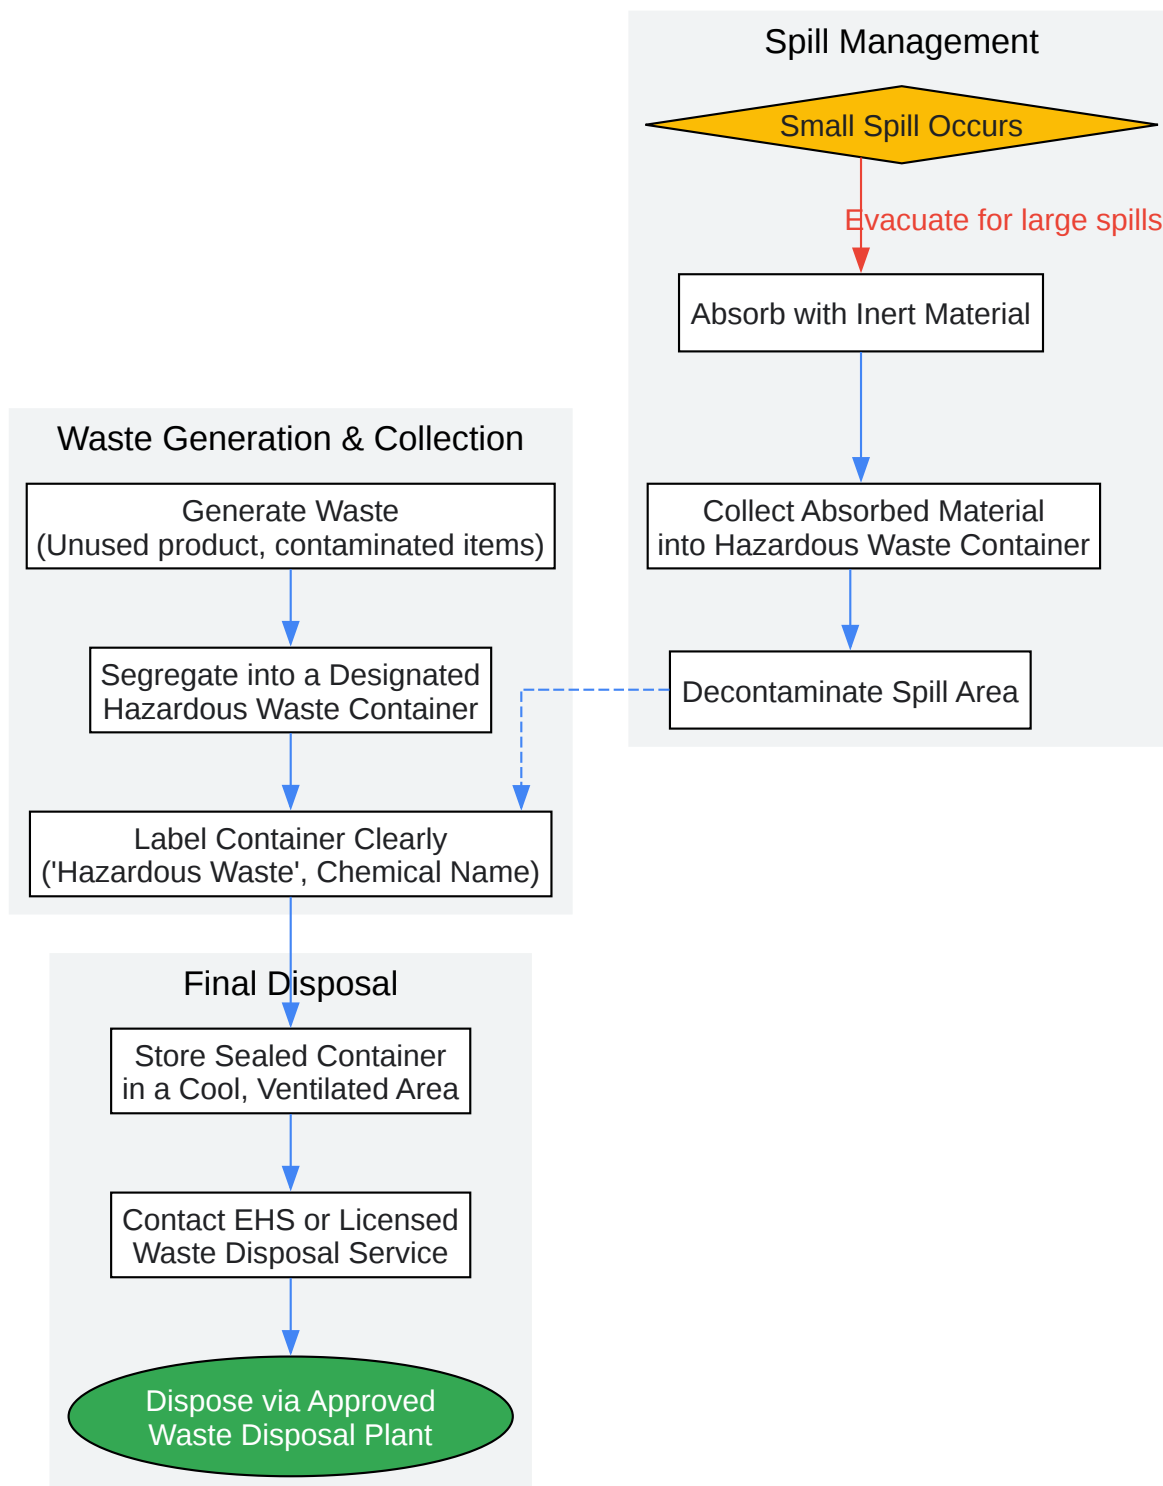 Spill Management
Small Spill Occurs
Evacuate for large spills
Absorb with Inert Material
Collect Absorbed Material
into Hazardous Waste Container
Decontaminate Spill Area
Waste Generation & Collection
Generate Waste
(Unused product, contaminated items)
Segregate into a Designated
Hazardous Waste Container
Label Container Clearly
('Hazardous Waste', Chemical Name)
Final Disposal
Store Sealed Container
in a Cool, Ventilated Area
Contact EHS or Licensed
Waste Disposal Service
Dispose via Approved
Waste Disposal Plant